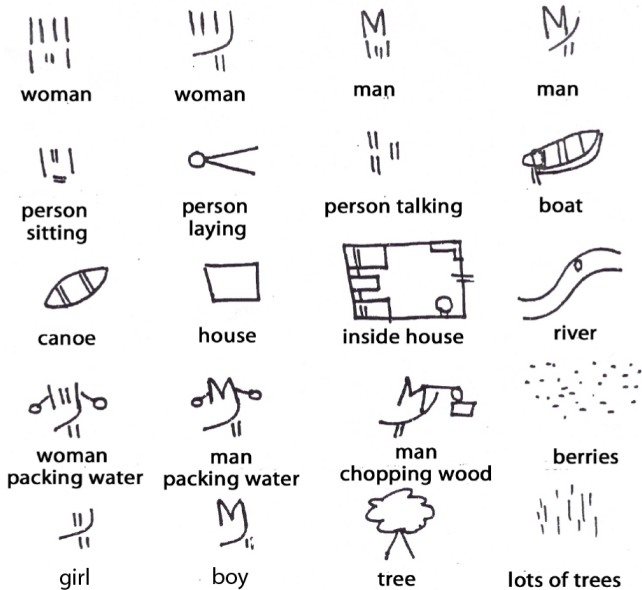 woman woman man man
person sitting person laying person talking boat
canoe house inside house river
woman packing water man packing water man chopping wood berries
girl boy tree lots of trees